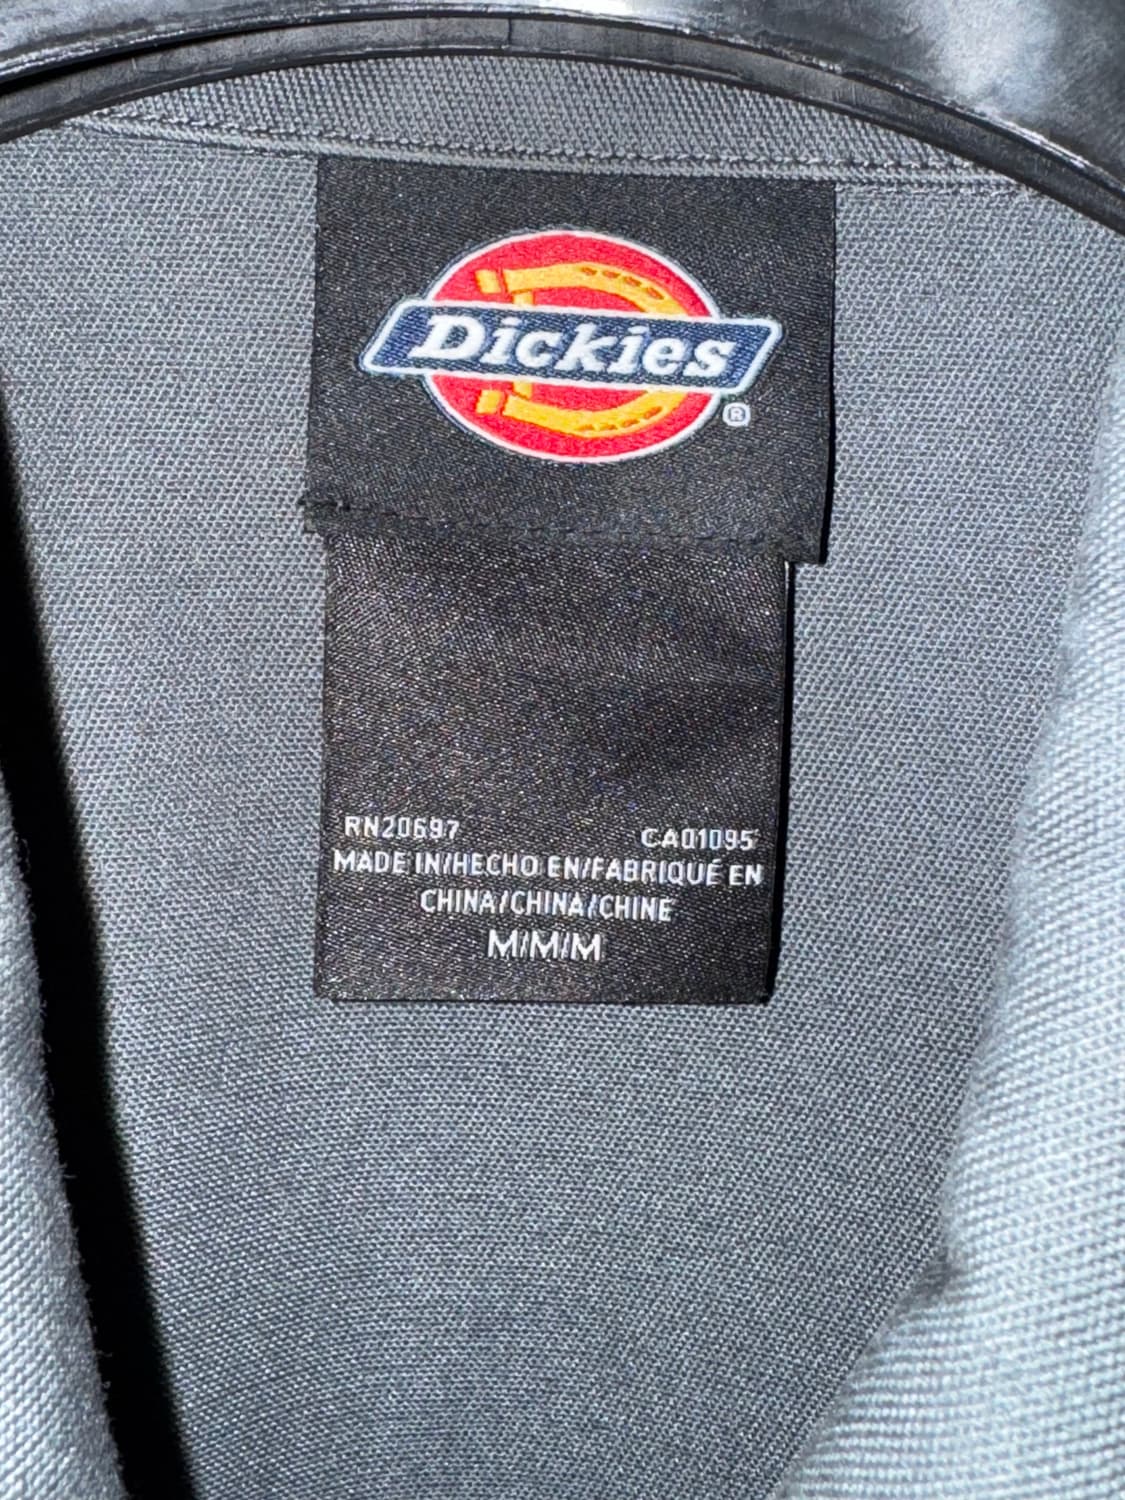 Dickies
®
RN20697 CA01095
MADE IN/HECHO EN/FABRIQUÉ EN
CHINA/CHINA/CHINE
M/M/M